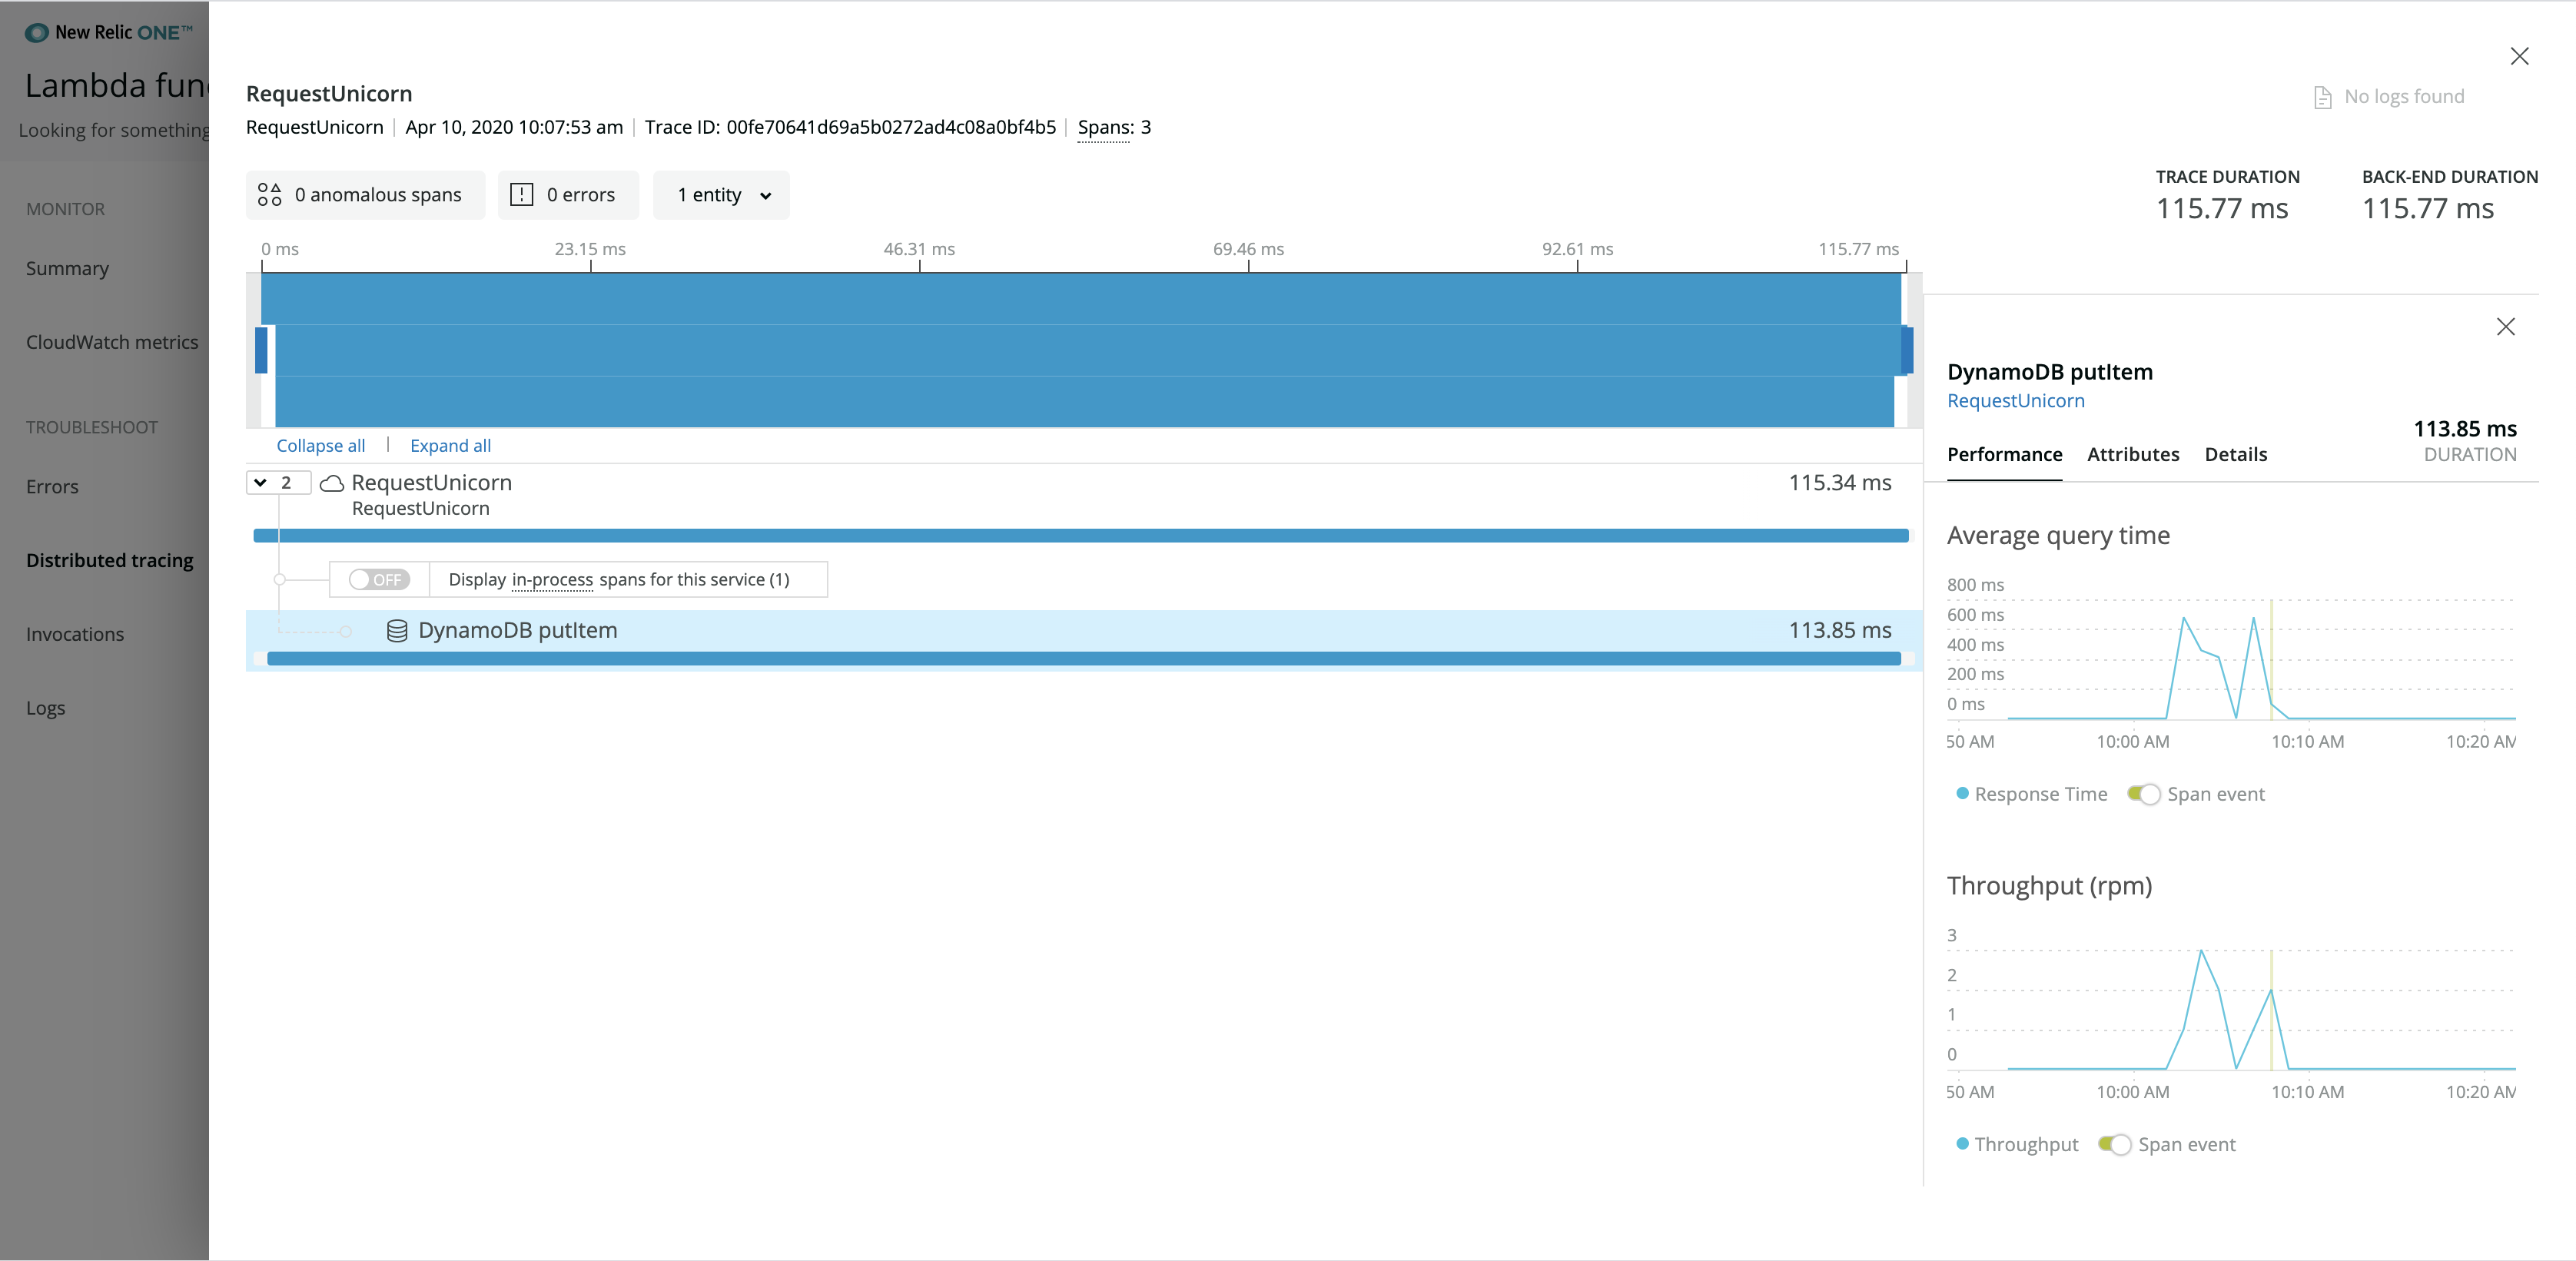 New Relic ONE™
Lambda fun
Looking for something
MONITOR
Summary
CloudWatch metrics
TROUBLESHOOT
Errors
Distributed tracing
Invocations
Logs
RequestUnicorn
RequestUnicorn | Apr 10, 2020 10:07:53 am | Trace ID: 00fe70641d69a5b0272ad4c08a0bf4b5 | Spans: 3
No logs found
0 anomalous spans
0 errors
1 entity
TRACE DURATION
115.77 ms
BACK-END DURATION
115.77 ms
0 ms 23.15 ms 46.31 ms 69.46 ms 92.61 ms 115.77 ms
Collapse all | Expand all
2 RequestUnicorn 115.34 ms
RequestUnicorn
OFF Display in-process spans for this service (1)
DynamoDB putItem 113.85 ms
DynamoDB putItem
RequestUnicorn
113.85 ms
DURATION
Performance Attributes Details
Average query time
800 ms
600 ms
400 ms
200 ms
0 ms
50 AM 10:00 AM 10:10 AM 10:20 AM
Response Time Span event
Throughput (rpm)
3
2
1
0
50 AM 10:00 AM 10:10 AM 10:20 AM
Throughput Span event